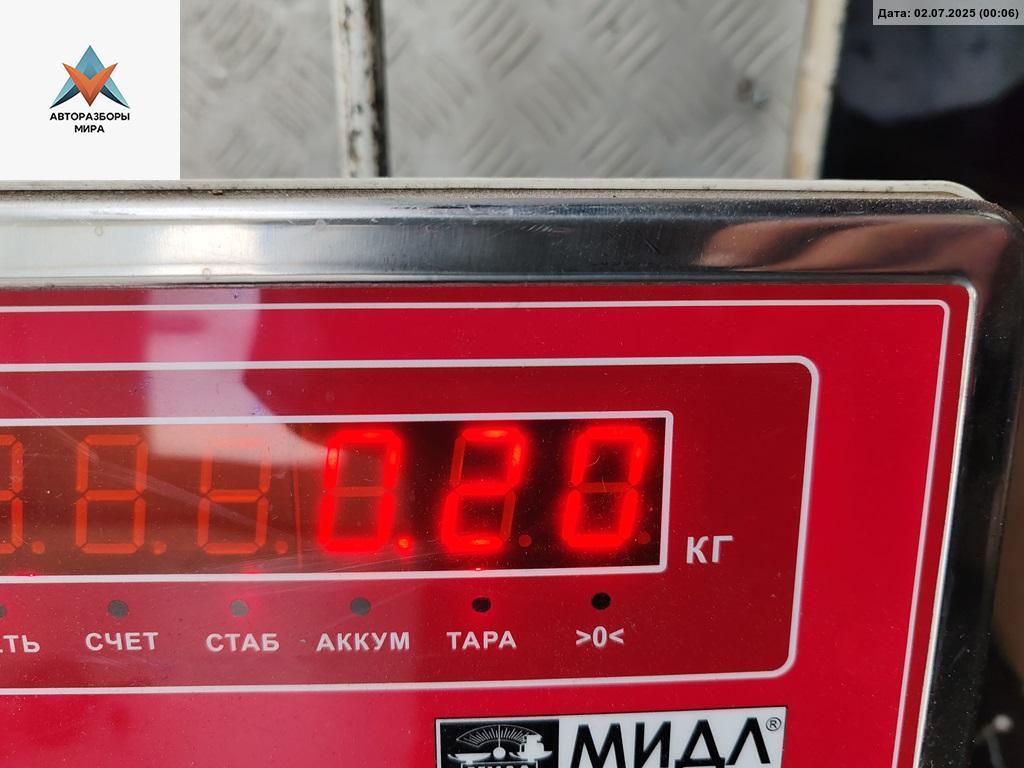 Дата: 02.07.2025 (00:06)
АВТОРАЗБОРЫ
МИРА
0.20
КГ
СЧЕТ СТАБ АККУМ ТАРА >0<
МИДЛ®